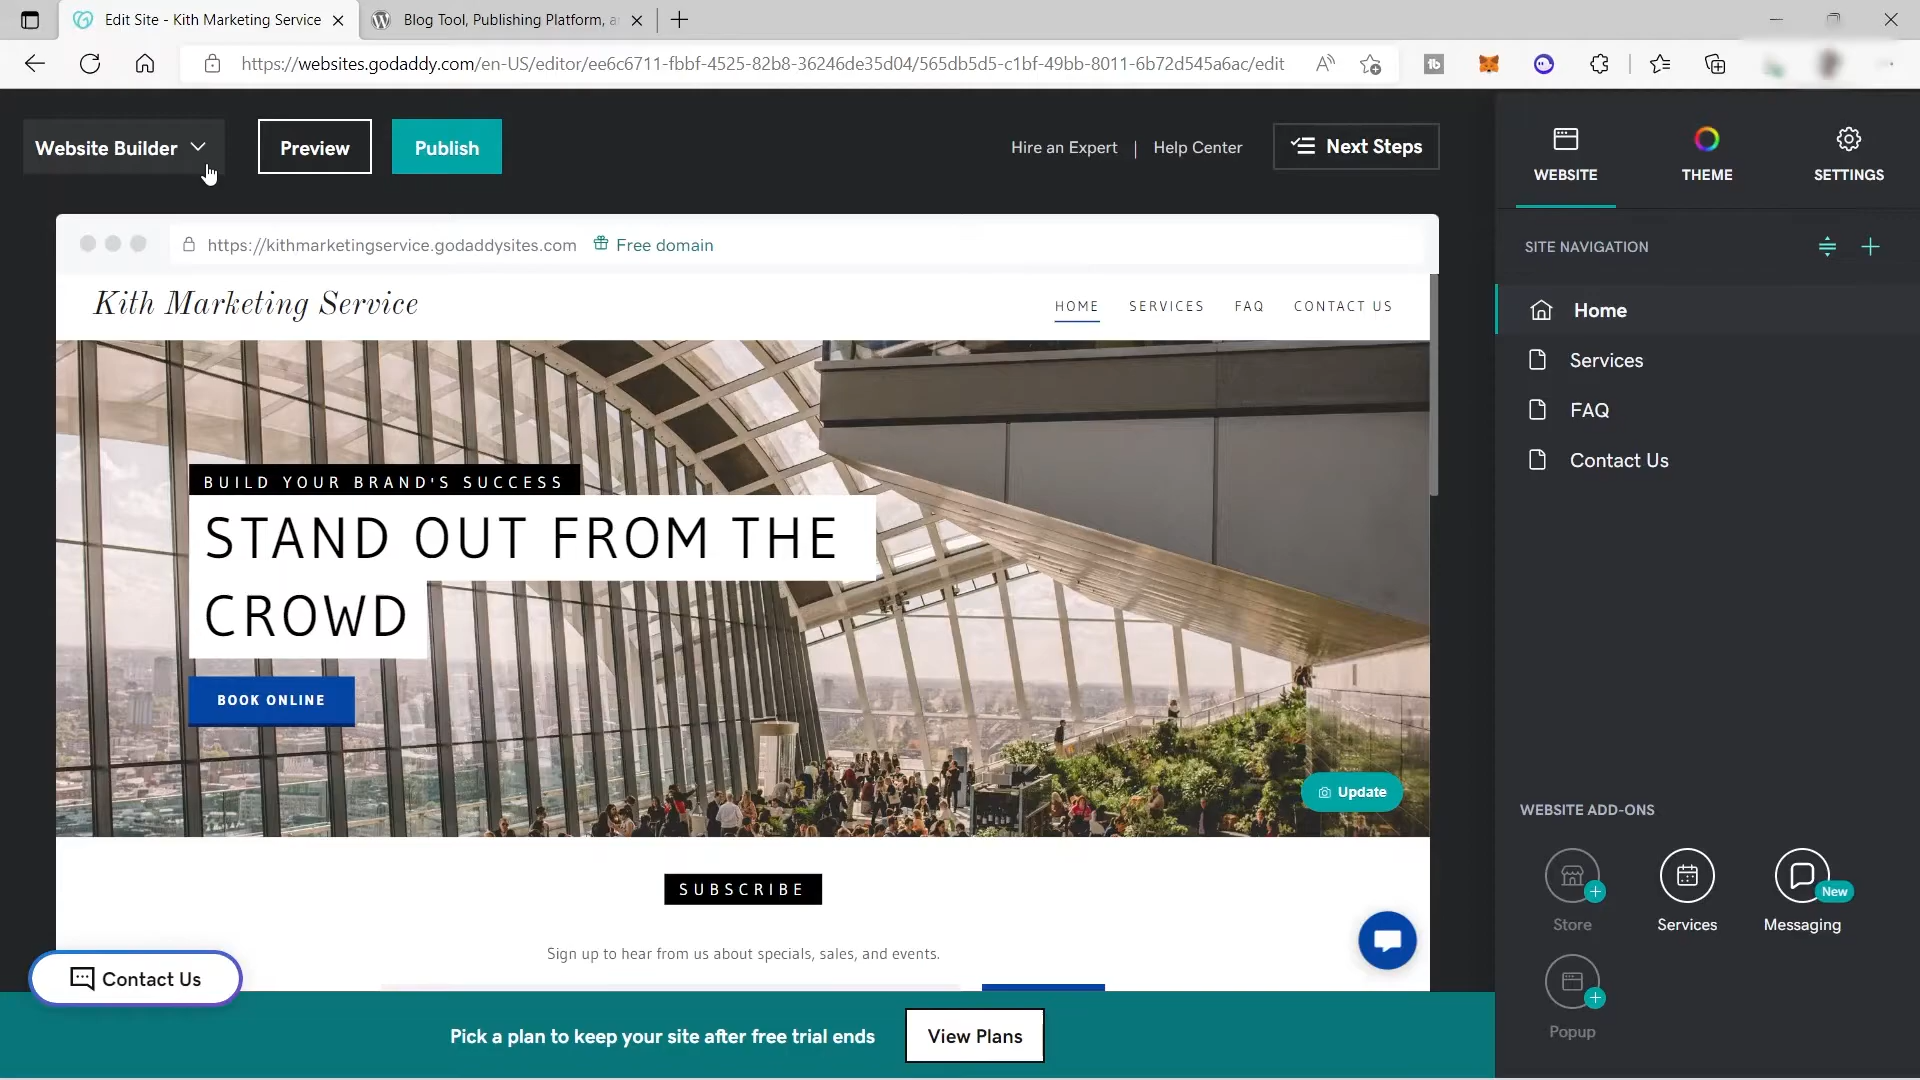 Edit Site - Kith Marketing Service
Blog Tool, Publishing Platform, a
https://websites.godaddy.com/en-US/editor/ee6c6711-fbbf-4525-82b8-36246de35d04/565db5d5-c1bf-49bb-8011-6b72d545a6ac/edit
Website Builder
Preview
Publish
Hire an Expert | Help Center
Next Steps
WEBSITE
THEME
SETTINGS
https://kithmarketingservice.godaddysites.com
Free domain
SITE NAVIGATION
Kith Marketing Service
HOME
SERVICES
FAQ
CONTACT US
Home
Services
FAQ
Contact Us
BUILD YOUR BRAND'S SUCCESS
STAND OUT FROM THE
CROWD
BOOK ONLINE
Update
WEBSITE ADD-ONS
Store
Services
Messaging
New
Popup
SUBSCRIBE
Sign up to hear from us about specials, sales, and events.
Contact Us
Pick a plan to keep your site after free trial ends
View Plans